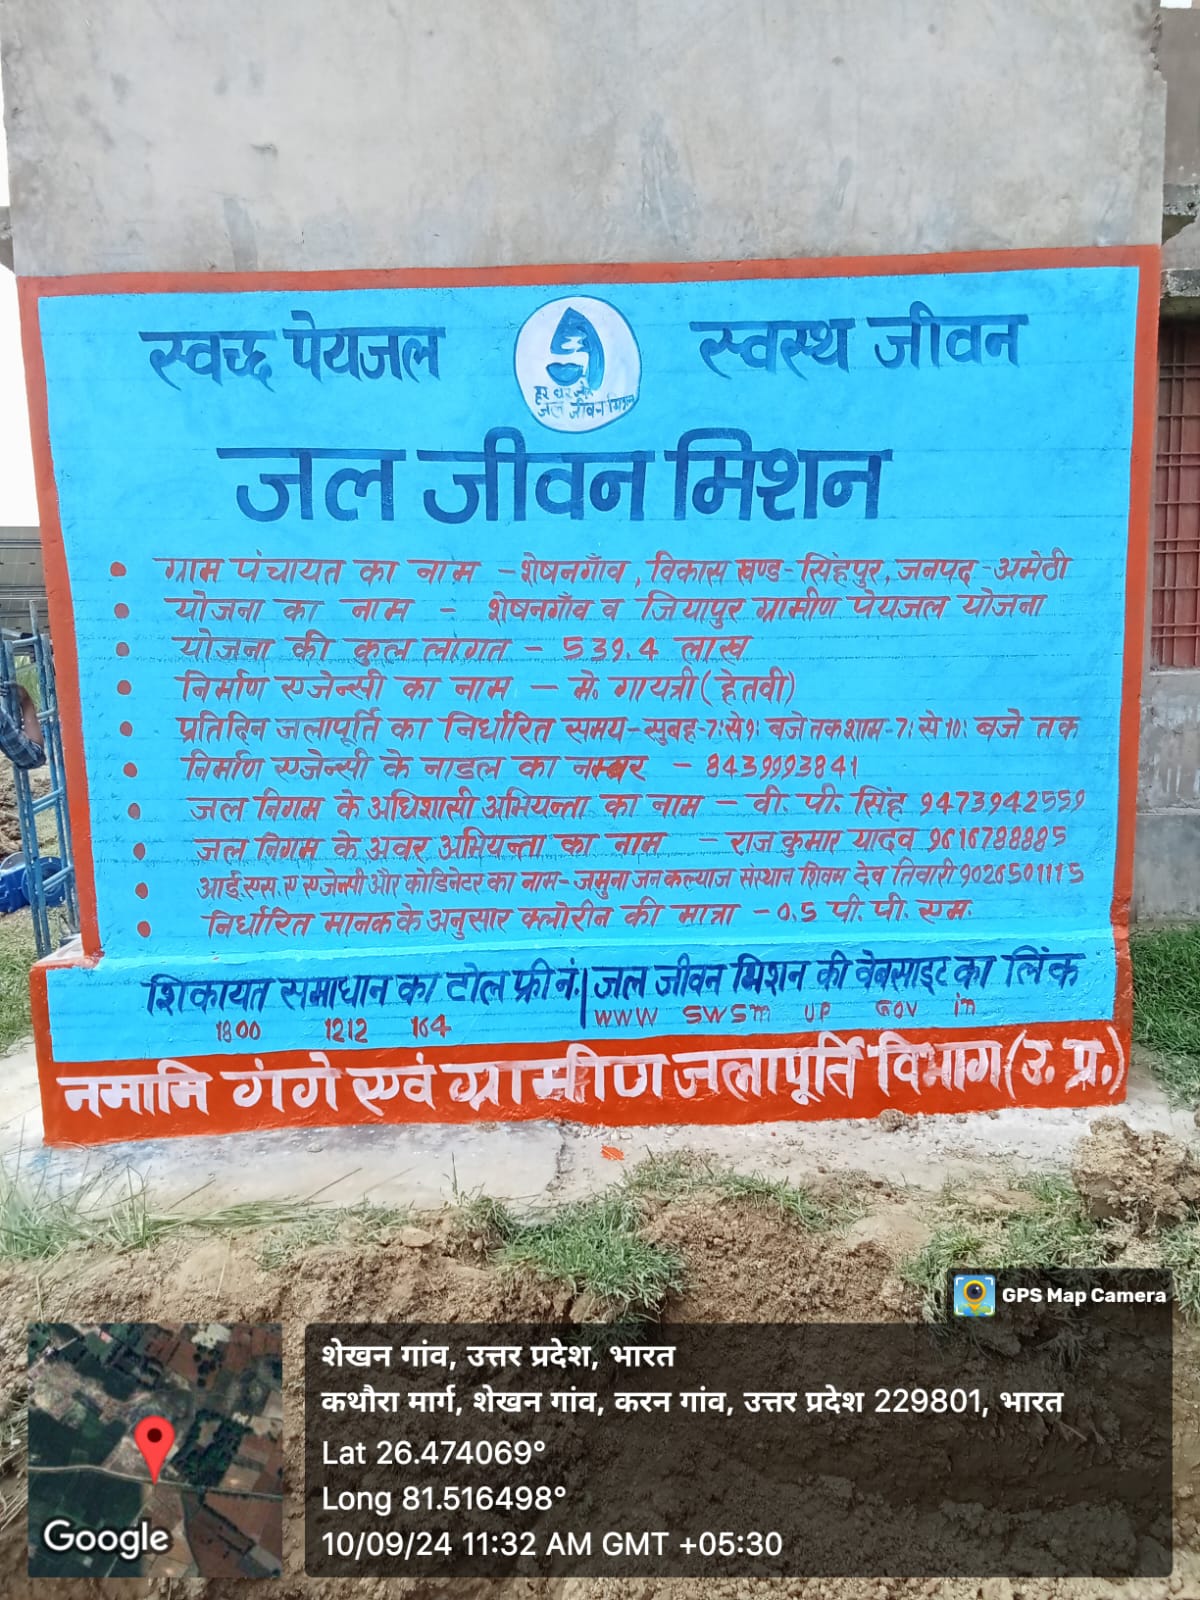 स्वच्छ पेयजल
स्वस्थ जीवन
हर घर जल
जल जीवन मिशन
जल जीवन मिशन
• ग्राम पंचायत का नाम - शेषनगाँव, विकास खण्ड - सिंहपुर, जनपद - अमेठी
• योजना का नाम - शेषनगाँव व जियापुर ग्रामीण पेयजल योजना
• योजना की कुल लागत - 539.4 लाख
• निर्माण एजेन्सी का नाम - मे. गायत्री (हेतवी)
• प्रतिदिन जलापूर्ति का निर्धारित समय - सुबह - 7: से 9: बजे तक शाम - 7: से 10: बजे तक
• निर्माण एजेन्सी के नाडल का नम्बर - 8439993841
• जल निगम के अधिशासी अभियन्ता का नाम - वी. पी. सिंह 9473942559
• जल निगम के अवर अभियन्ता का नाम - राज कुमार यादव 9616788885
• आई.एस.ए एजेन्सी और कोडिनेटर का नाम - जमुना जन कल्याज संस्थान शिवम देव तिवारी 9026501115
• निर्धारित मानक के अनुसार क्लोरीन की मात्रा - 0.5 पी. पी. एम.
शिकायत समाधान का टोल फ्री नं. | जल जीवन मिशन की वेबसाइट का लिंक
1800 1212 164 www swsm up Gov in
नमामि गंगे एवं ग्रामीण जलापूर्ति विभाग (उ. प्र.)
GPS Map Camera
शेखन गांव, उत्तर प्रदेश, भारत
कथौरा मार्ग, शेखन गांव, करन गांव, उत्तर प्रदेश 229801, भारत
Lat 26.474069°
Long 81.516498°
10/09/24 11:32 AM GMT +05:30
Google